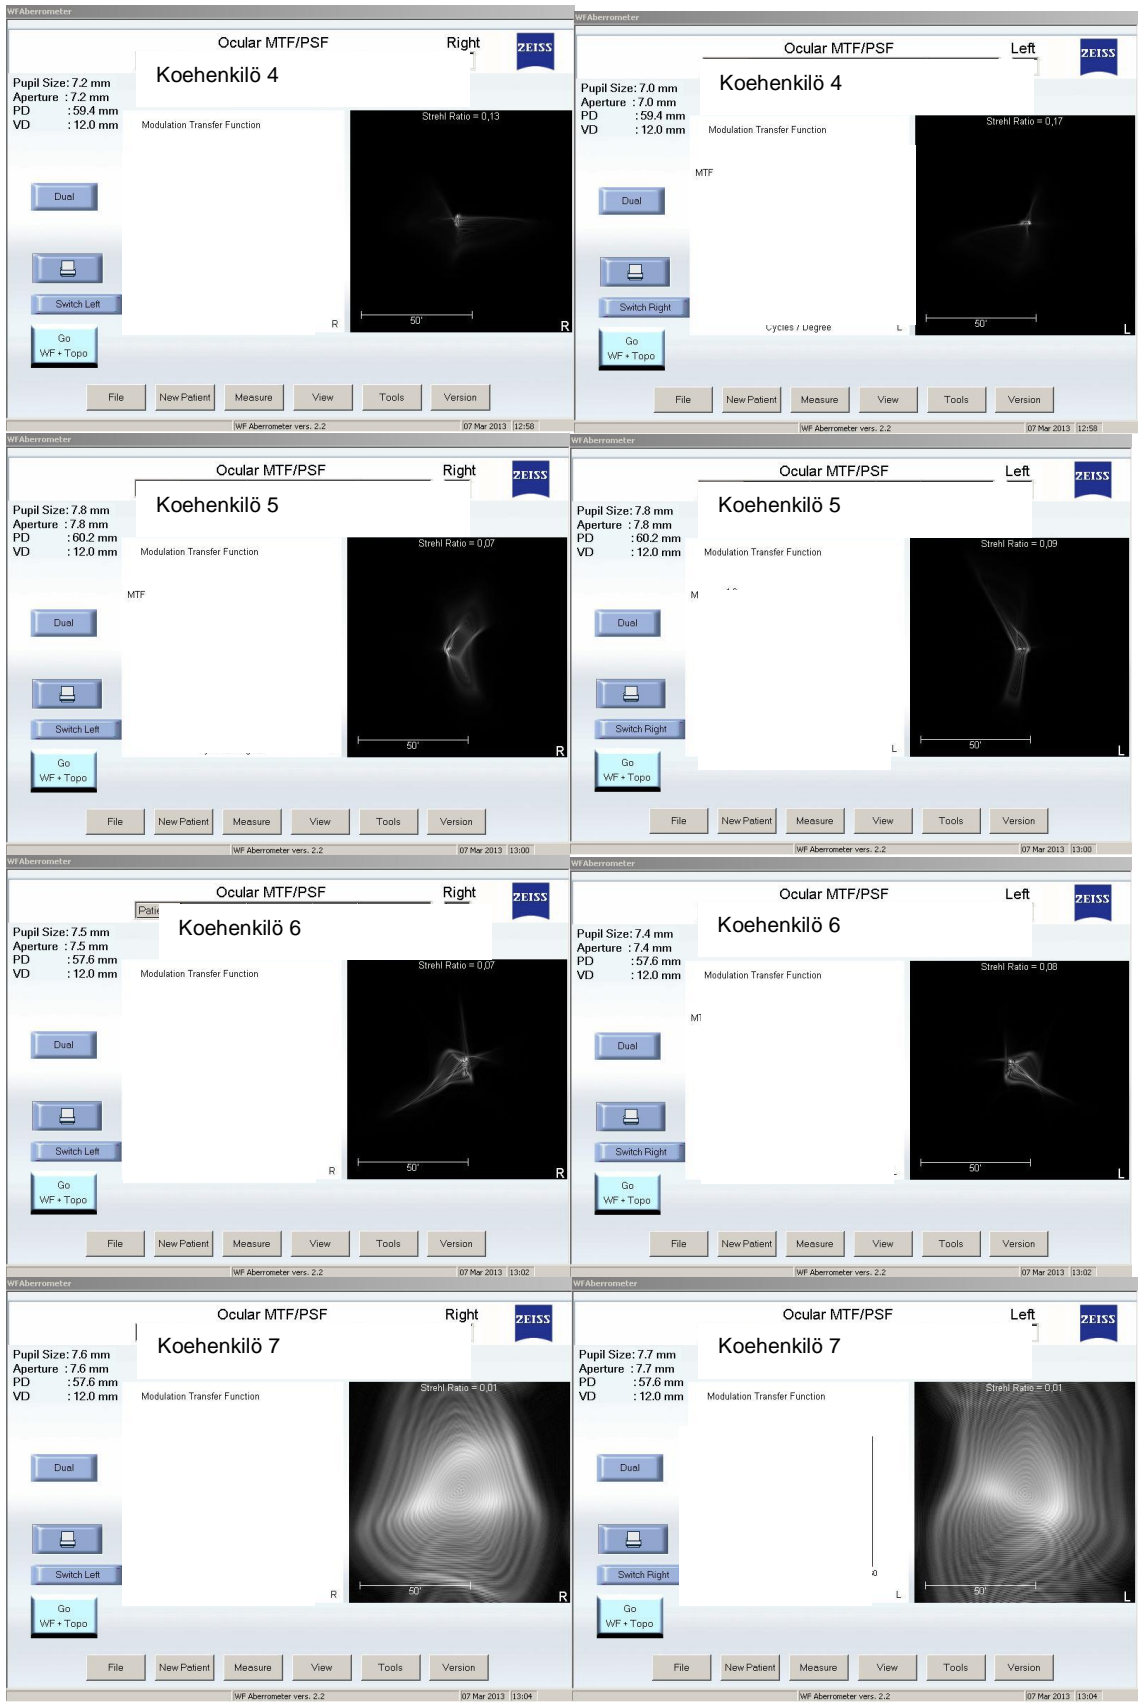 WFAberrometer
Ocular MTF/PSF Right
ZEISS
Koehenkilö 4
Pupil Size: 7.2 mm
Aperture : 7.2 mm
PD : 59.4 mm
VD : 12.0 mm
Modulation Transfer Function
Strehl Ratio = 0,13
Dual
Switch Left
50'
R
R
Go
WF + Topo
File New Patient Measure View Tools Version
WF Aberrometer vers. 2.2 07 Mar 2013 12:58
WFAberrometer
Ocular MTF/PSF Left
ZEISS
Koehenkilö 4
Pupil Size: 7.0 mm
Aperture : 7.0 mm
PD : 59.4 mm
VD : 12.0 mm
Modulation Transfer Function
Strehl Ratio = 0,17
MTF
Dual
Switch Right
50'
Cycles / Degree L
L
Go
WF + Topo
File New Patient Measure View Tools Version
WF Aberrometer vers. 2.2 07 Mar 2013 12:58
WFAberrometer
Ocular MTF/PSF Right
ZEISS
Koehenkilö 5
Pupil Size: 7.8 mm
Aperture : 7.8 mm
PD : 60.2 mm
VD : 12.0 mm
Modulation Transfer Function
Strehl Ratio = 0,07
MTF
Dual
Switch Left
50'
R
Go
WF + Topo
File New Patient Measure View Tools Version
WF Aberrometer vers. 2.2 07 Mar 2013 13:00
WFAberrometer
Ocular MTF/PSF Left
ZEISS
Koehenkilö 5
Pupil Size: 7.8 mm
Aperture : 7.8 mm
PD : 60.2 mm
VD : 12.0 mm
Modulation Transfer Function
Strehl Ratio = 0,09
M
Dual
Switch Right
50'
L
L
Go
WF + Topo
File New Patient Measure View Tools Version
WF Aberrometer vers. 2.2 07 Mar 2013 13:00
WFAberrometer
Ocular MTF/PSF Right
ZEISS
Patie
Koehenkilö 6
Pupil Size: 7.5 mm
Aperture : 7.5 mm
PD : 57.6 mm
VD : 12.0 mm
Modulation Transfer Function
Strehl Ratio = 0,07
Dual
Switch Left
50'
R
R
Go
WF + Topo
File New Patient Measure View Tools Version
WF Aberrometer vers. 2.2 07 Mar 2013 13:02
WFAberrometer
Ocular MTF/PSF Left
ZEISS
Koehenkilö 6
Pupil Size: 7.4 mm
Aperture : 7.4 mm
PD : 57.6 mm
VD : 12.0 mm
Modulation Transfer Function
Strehl Ratio = 0,08
MT
Dual
Switch Right
50'
L
Go
WF + Topo
File New Patient Measure View Tools Version
WF Aberrometer vers. 2.2 07 Mar 2013 13:02
WFAberrometer
Ocular MTF/PSF Right
ZEISS
Koehenkilö 7
Pupil Size: 7.6 mm
Aperture : 7.6 mm
PD : 57.6 mm
VD : 12.0 mm
Modulation Transfer Function
Strehl Ratio = 0,01
Dual
Switch Left
50'
R
R
Go
WF + Topo
File New Patient Measure View Tools Version
WF Aberrometer vers. 2.2 07 Mar 2013 13:04
WFAberrometer
Ocular MTF/PSF Left
ZEISS
Koehenkilö 7
Pupil Size: 7.7 mm
Aperture : 7.7 mm
PD : 57.6 mm
VD : 12.0 mm
Modulation Transfer Function
Strehl Ratio = 0,01
Dual
Switch Right
50'
L
L
Go
WF + Topo
File New Patient Measure View Tools Version
WF Aberrometer vers. 2.2 07 Mar 2013 13:04